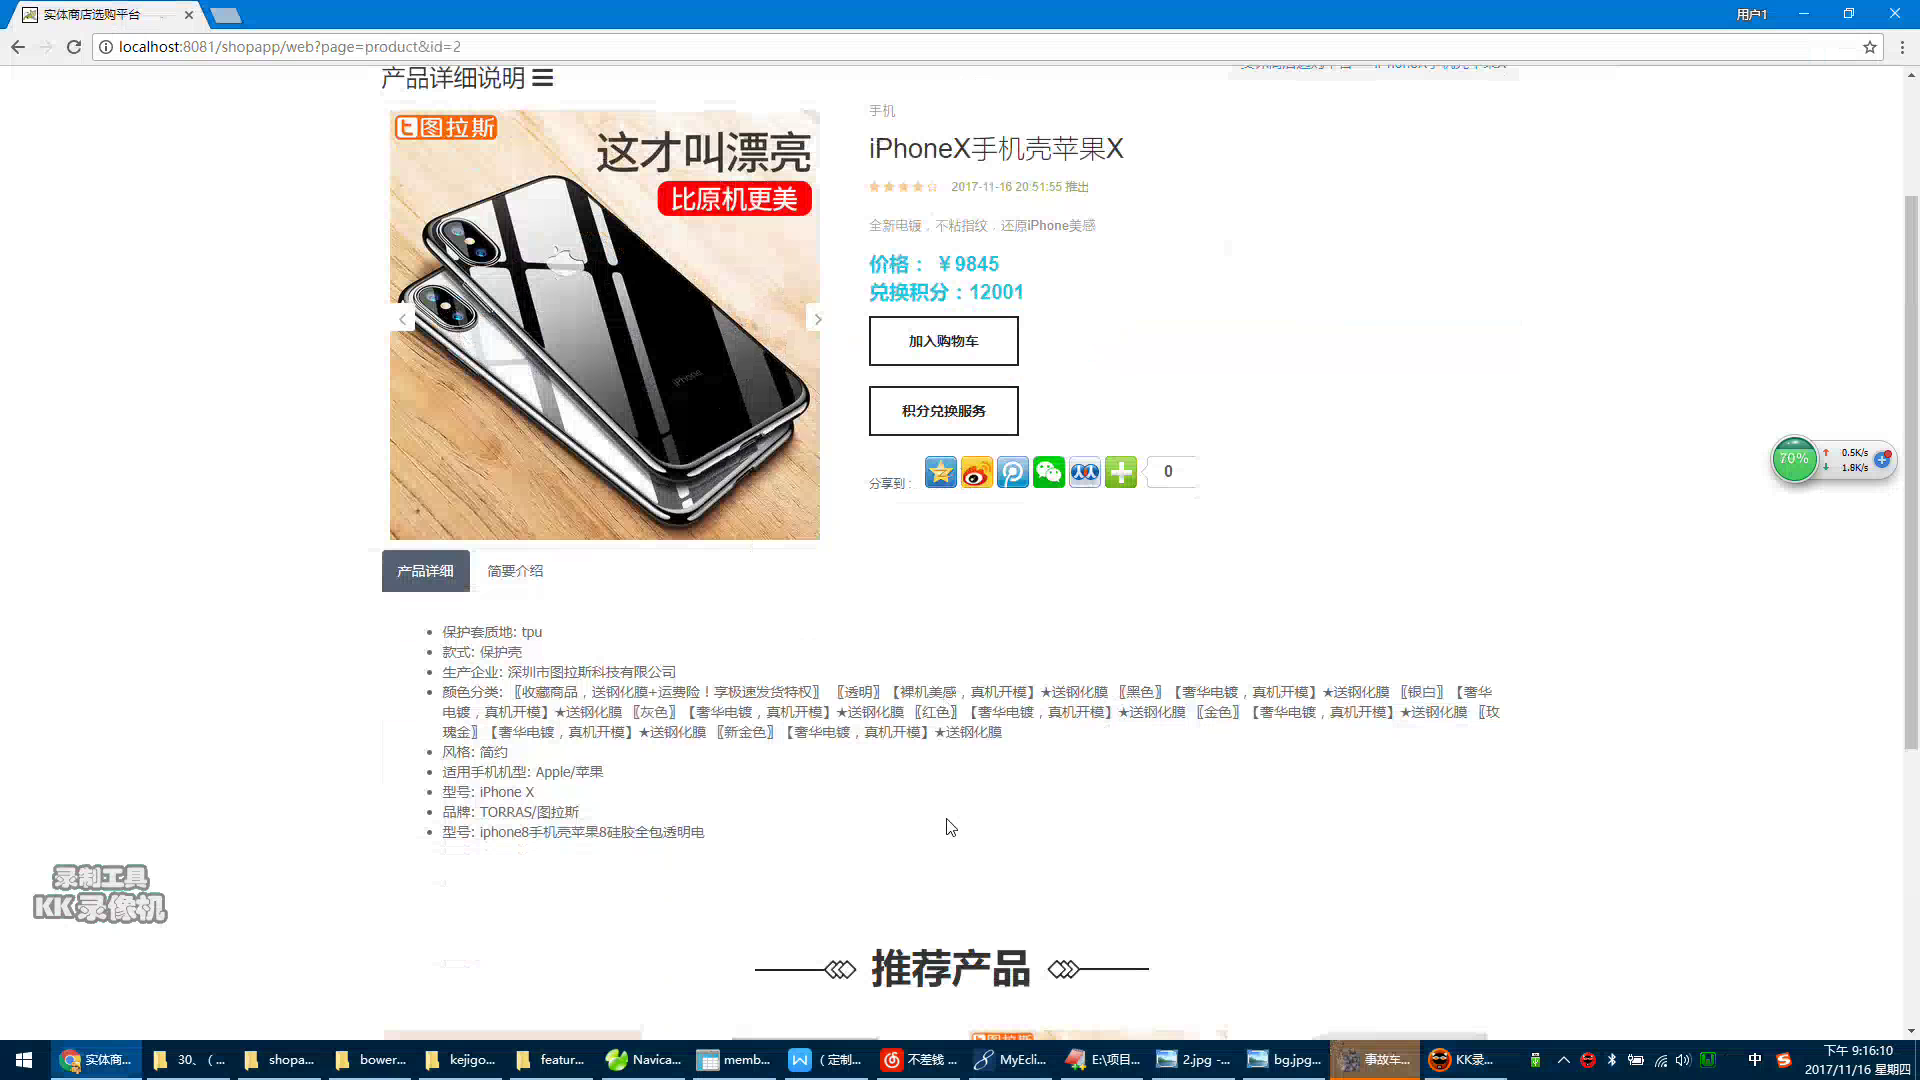 实体商店选购平台
用户1
localhost:8081/shopapp/web?page=product&id=2
产品详细说明
图拉斯
这才叫漂亮
比原机更美
iPhone
手机
iPhoneX手机壳苹果X
2017-11-16 20:51:55 推出
全新电镀，不粘指纹，还原iPhone美感
价格： ￥9845
兑换积分：12001
加入购物车
积分兑换服务
分享到：
0
70%
0.5K/s
1.8K/s
产品详细
简要介绍
保护套质地: tpu
款式: 保护壳
生产企业: 深圳市图拉斯科技有限公司
颜色分类: 〖收藏商品，送钢化膜+运费险！享极速发货特权〗 〖透明〗【裸机美感，真机开模】★送钢化膜 〖黑色〗【奢华电镀，真机开模】★送钢化膜 〖银白〗【奢华
电镀，真机开模】★送钢化膜 〖灰色〗【奢华电镀，真机开模】★送钢化膜 〖红色〗【奢华电镀，真机开模】★送钢化膜 〖金色〗【奢华电镀，真机开模】★送钢化膜 〖玫
瑰金〗【奢华电镀，真机开模】★送钢化膜 〖新金色〗【奢华电镀，真机开模】★送钢化膜
风格: 简约
适用手机机型: Apple/苹果
型号: iPhone X
品牌: TORRAS/图拉斯
型号: iphone8手机壳苹果8硅胶全包透明电
录制工具
KK录像机
推荐产品
实体商...
30、（ ...
shopa...
bower...
kejigo...
featur...
Navica...
memb...
（ 定制...
不差钱 ...
MyEcli...
E:\项目...
2.jpg -...
bg.jpg...
事故车...
KK录...
中
下午 9:16:10
2017/11/16 星期四